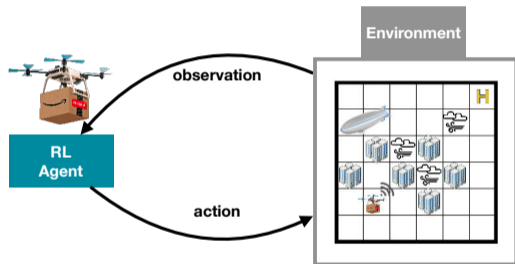 Environment
observation
H
RL
Agent
action